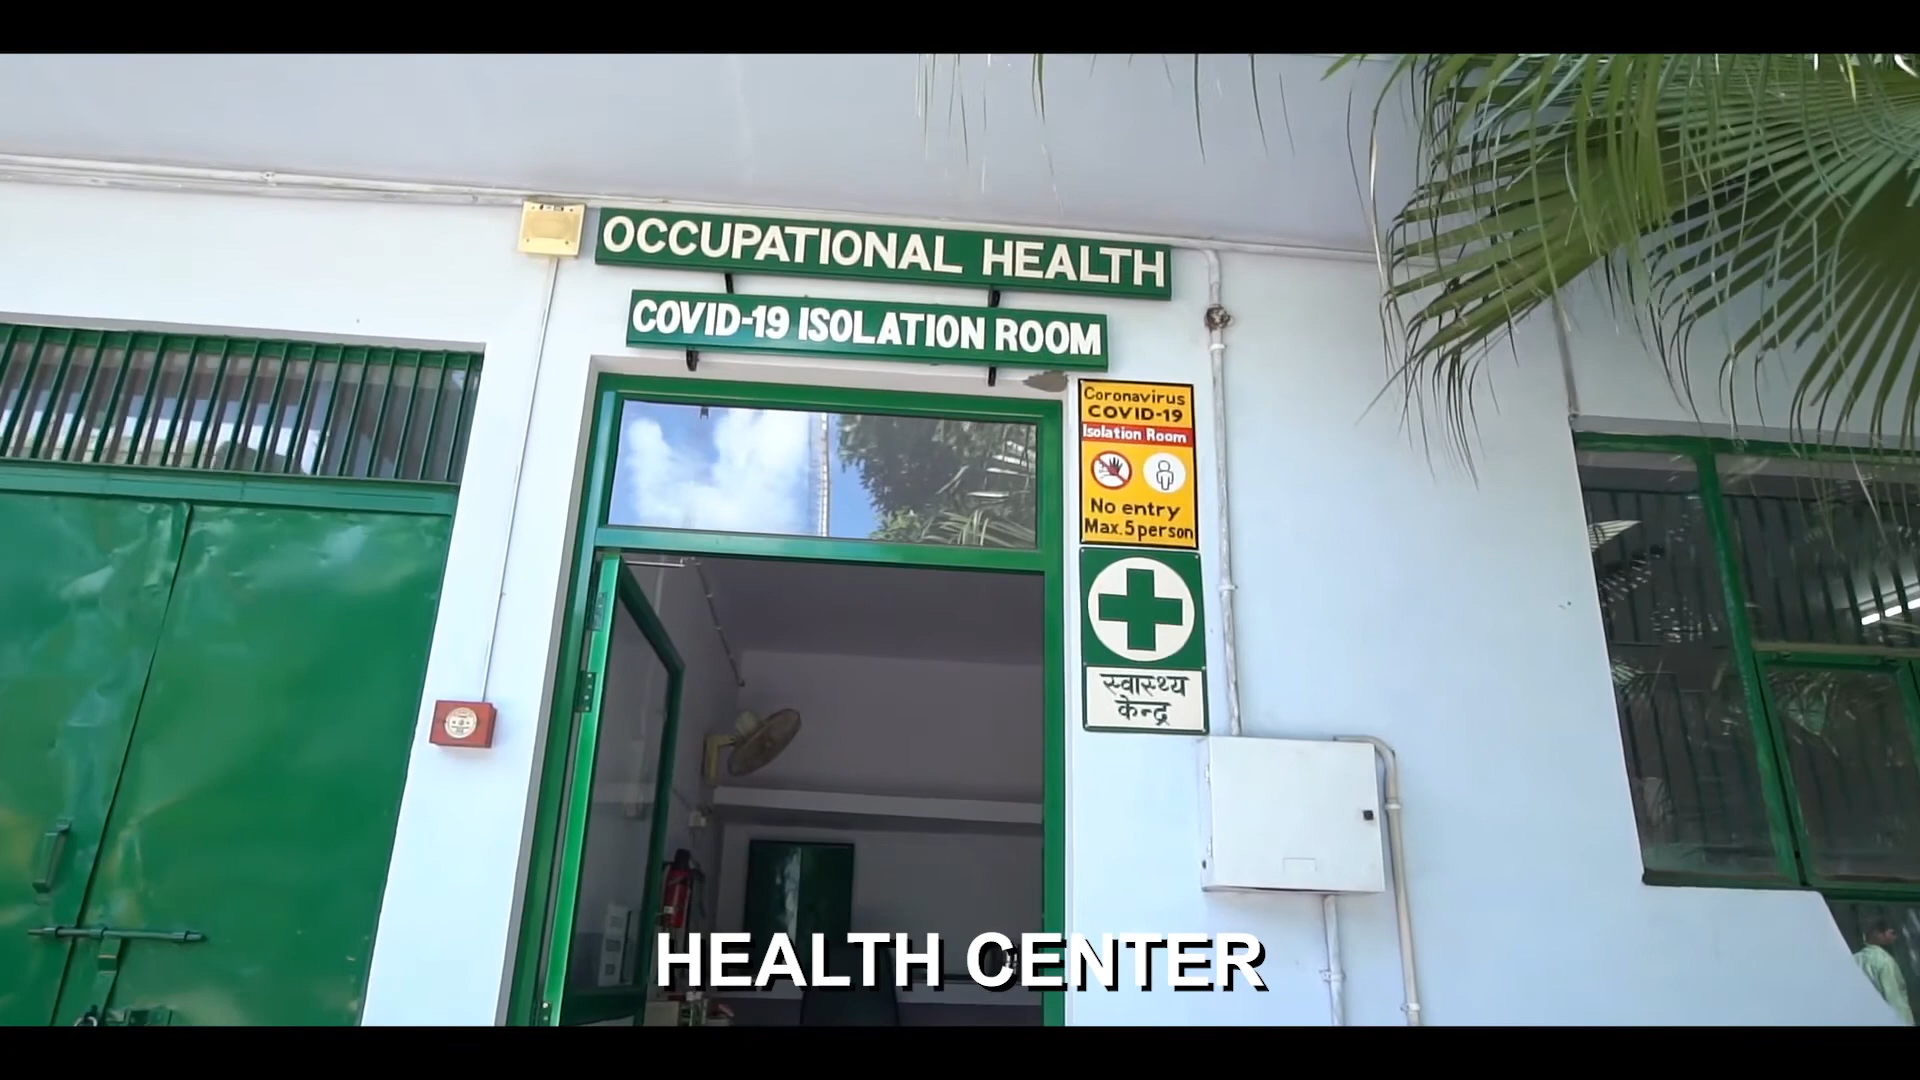 OCCUPATIONAL HEALTH
COVID-19 ISOLATION ROOM
Coronavirus
COVID-19
Isolation Room
No entry
Max. 5 person
स्वास्थ्य
केन्द्र
HEALTH CENTER